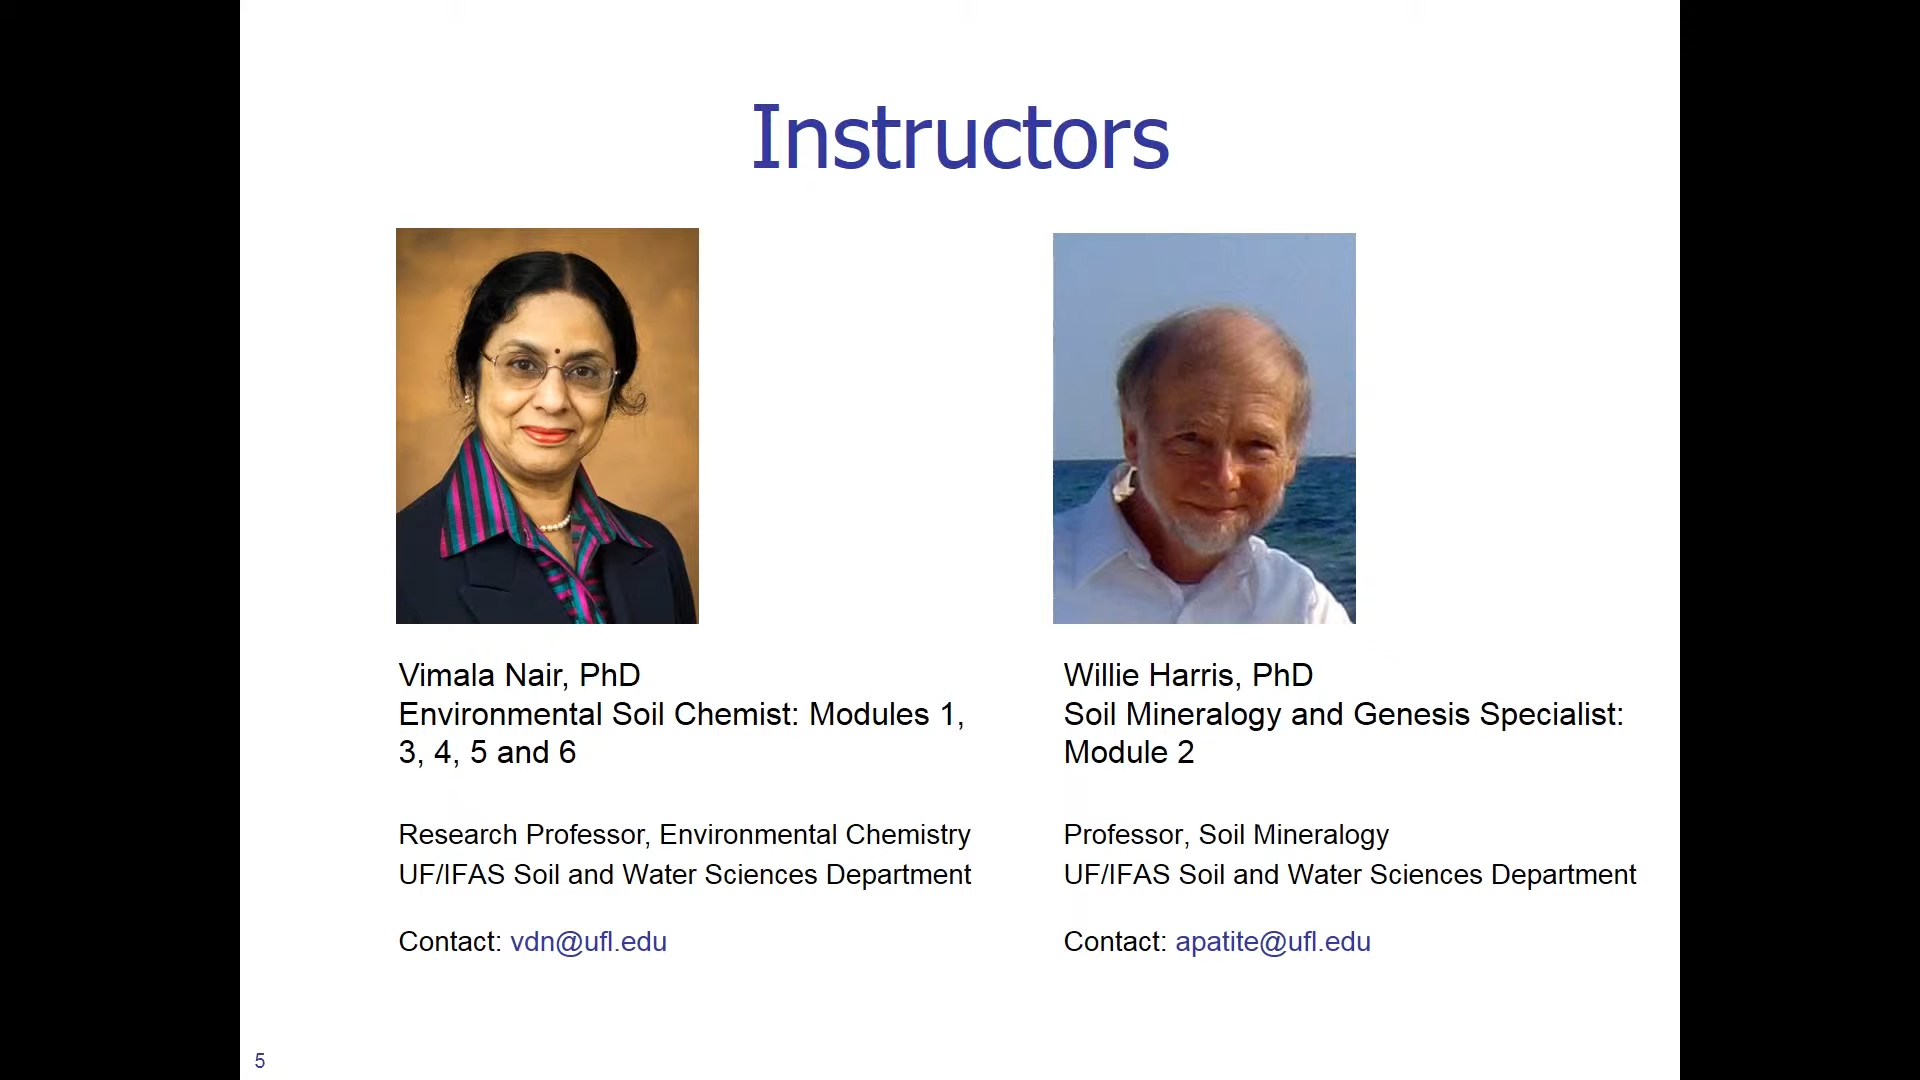 Instructors
Vimala Nair, PhD
Environmental Soil Chemist: Modules 1,
3, 4, 5 and 6
Research Professor, Environmental Chemistry
UF/IFAS Soil and Water Sciences Department
Contact: vdn@ufl.edu
Willie Harris, PhD
Soil Mineralogy and Genesis Specialist:
Module 2
Professor, Soil Mineralogy
UF/IFAS Soil and Water Sciences Department
Contact: apatite@ufl.edu
5